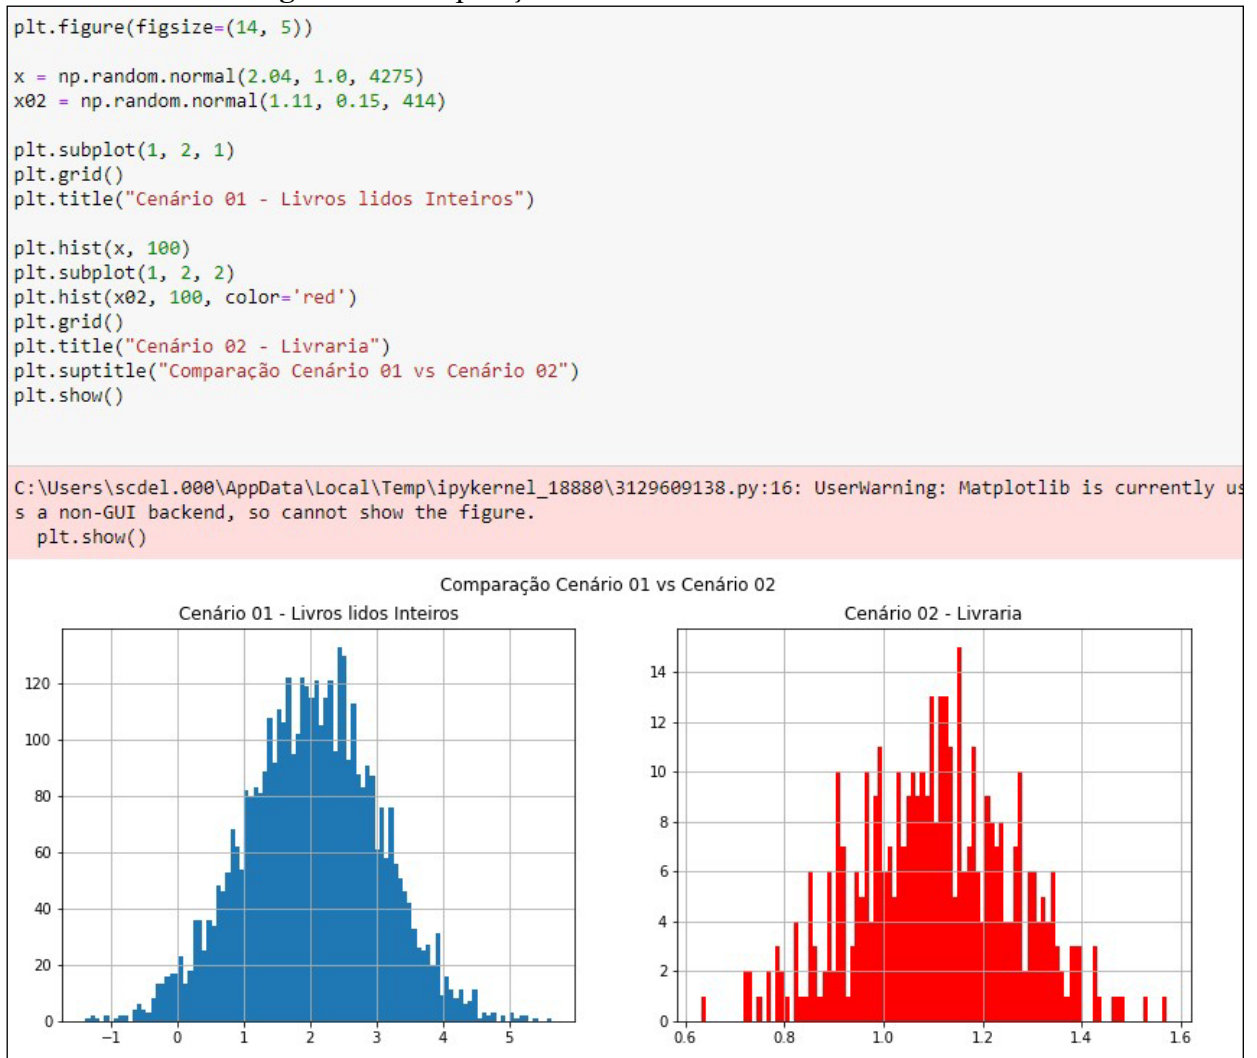 plt.figure(figsize=(14, 5))
x = np.random.normal(2.04, 1.0, 4275)
x02 = np.random.normal(1.11, 0.15, 414)
plt.subplot(1, 2, 1)
plt.grid()
plt.title("Cenário 01 - Livros lidos Inteiros")
plt.hist(x, 100)
plt.subplot(1, 2, 2)
plt.hist(x02, 100, color='red')
plt.grid()
plt.title("Cenário 02 - Livraria")
plt.suptitle("Comparação Cenário 01 vs Cenário 02")
plt.show()
C:\Users\scdel.000\AppData\Local\Temp\ipykernel_18880\3129609138.py:16: UserWarning: Matplotlib is currently us
s a non-GUI backend, so cannot show the figure.
plt.show()
Comparação Cenário 01 vs Cenário 02
Cenário 01 - Livros lidos Inteiros
120
100
80
60
40
20
0
−1 0 1 2 3 4 5
Cenário 02 - Livraria
14
12
10
8
6
4
2
0
0.6 0.8 1.0 1.2 1.4 1.6